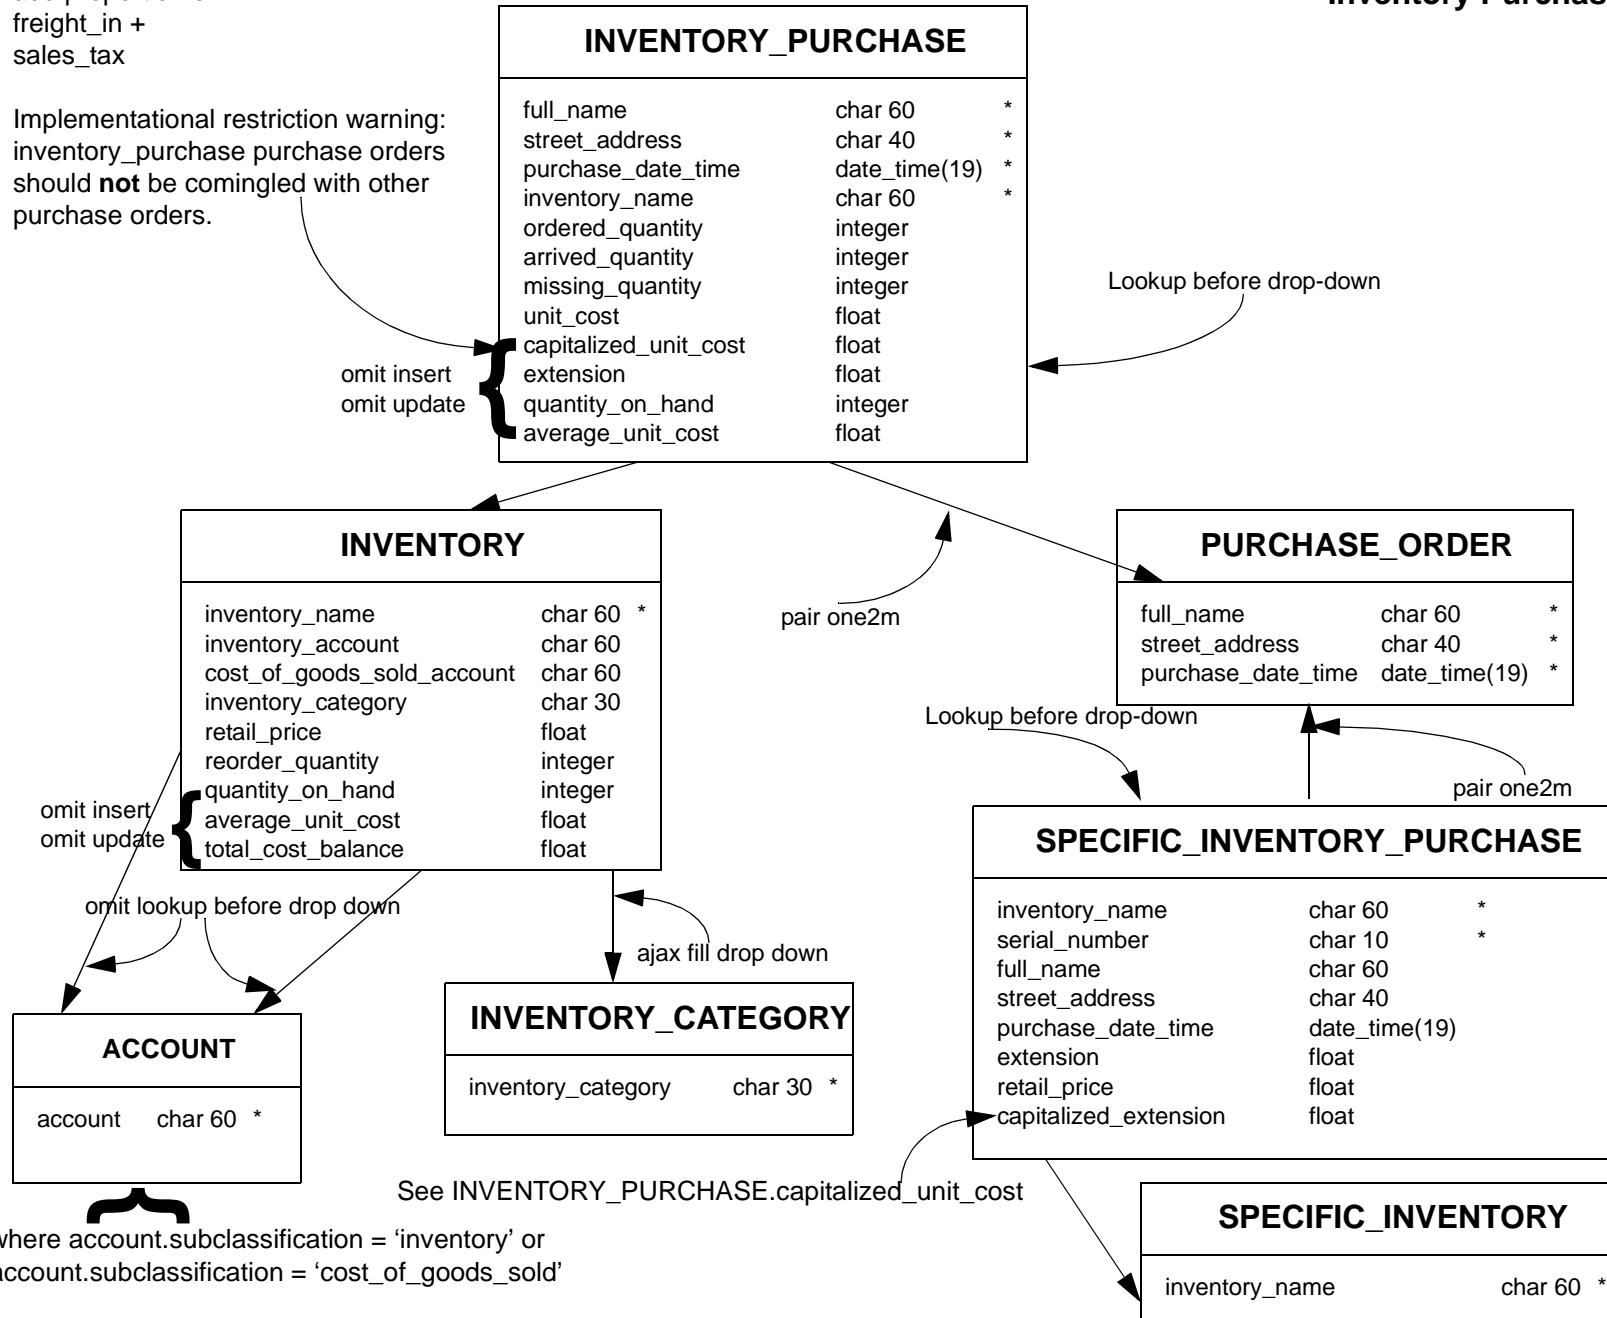 freight_in +
sales_tax
Implementational restriction warning:
inventory_purchase purchase orders
should not be comingled with other
purchase orders.
INVENTORY_PURCHASE
full_name char 60 *
street_address char 40 *
purchase_date_time date_time(19) *
inventory_name char 60 *
ordered_quantity integer
arrived_quantity integer
missing_quantity integer
unit_cost float
capitalized_unit_cost float
extension float
quantity_on_hand integer
average_unit_cost float
omit insert
omit update
Lookup before drop-down
INVENTORY
inventory_name char 60 *
inventory_account char 60
cost_of_goods_sold_account char 60
inventory_category char 30
retail_price float
reorder_quantity integer
quantity_on_hand integer
average_unit_cost float
total_cost_balance float
omit insert
omit update
pair one2m
PURCHASE_ORDER
full_name char 60 *
street_address char 40 *
purchase_date_time date_time(19) *
Lookup before drop-down
pair one2m
omit lookup before drop down
ajax fill drop down
SPECIFIC_INVENTORY_PURCHASE
inventory_name char 60 *
serial_number char 10 *
full_name char 60
street_address char 40
purchase_date_time date_time(19)
extension float
retail_price float
capitalized_extension float
ACCOUNT
account char 60 *
INVENTORY_CATEGORY
inventory_category char 30 *
See INVENTORY_PURCHASE.capitalized_unit_cost
where account.subclassification = ‘inventory’ or
account.subclassification = ‘cost_of_goods_sold’
SPECIFIC_INVENTORY
inventory_name char 60 *